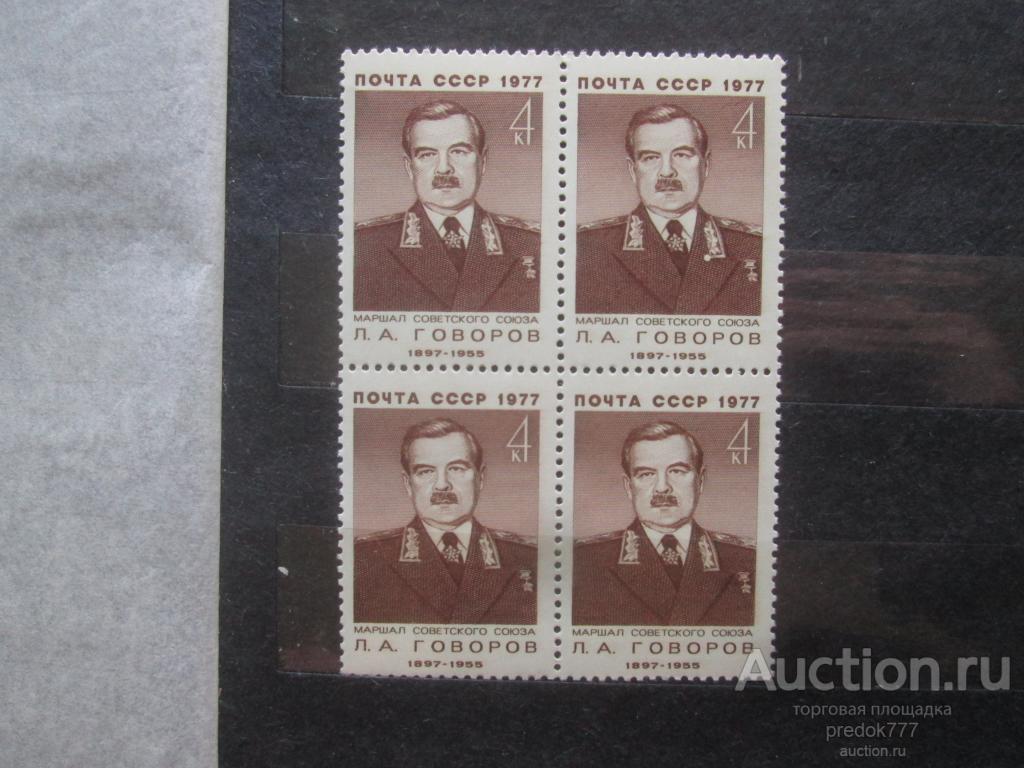 ПОЧТА СССР 1977
4
К
МАРШАЛ СОВЕТСКОГО СОЮЗА
Л. А. ГОВОРОВ
1897-1955
ПОЧТА СССР 1977
4
К
МАРШАЛ СОВЕТСКОГО СОЮЗА
Л. А. ГОВОРОВ
1897-1955
ПОЧТА СССР 1977
4
К
МАРШАЛ СОВЕТСКОГО СОЮЗА
Л. А. ГОВОРОВ
1897-1955
ПОЧТА СССР 1977
4
К
МАРШАЛ СОВЕТСКОГО СОЮЗА
Л. А. ГОВОРОВ
1897-1955
Auction.ru
торговая площадка
predok777
auction.ru